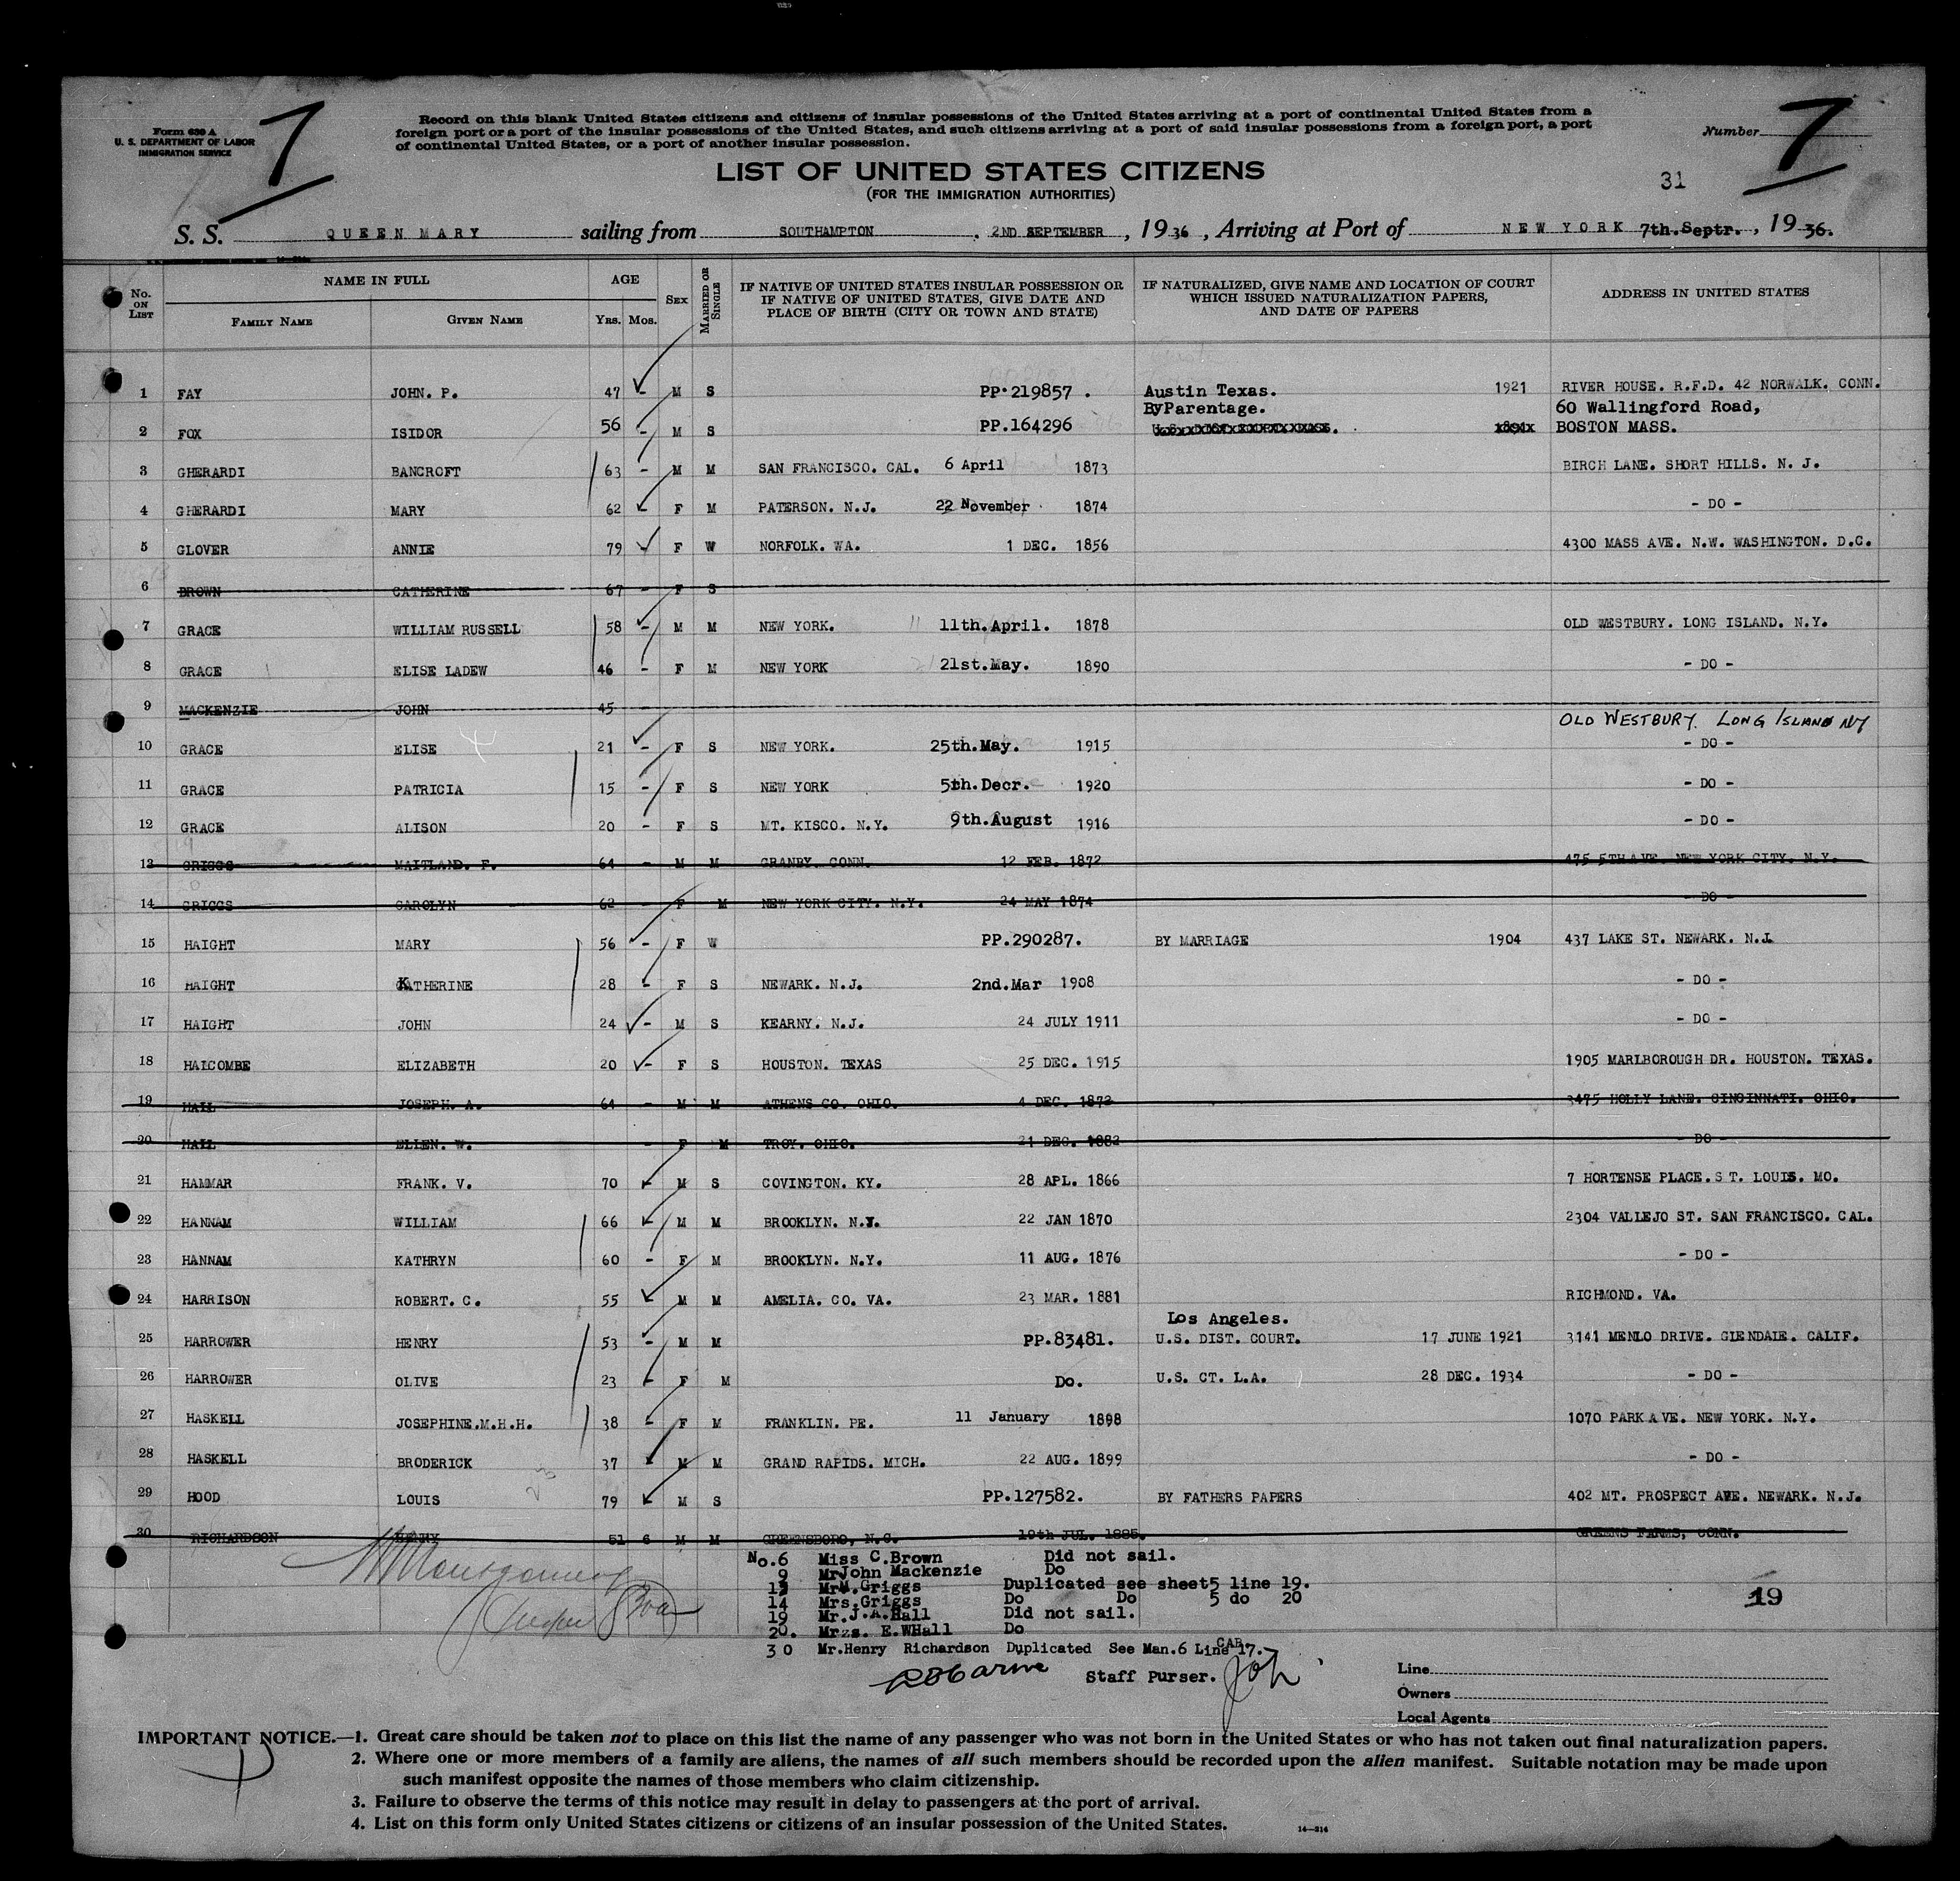 Form 630 A
U. S. DEPARTMENT OF LABOR
IMMIGRATION SERVICE
7
Record on this blank United States citizens and citizens of insular possessions of the United States arriving at a port of continental United States from a
foreign port or a port of the insular possessions of the United States, and such citizens arriving at a port of said insular possessions from a foreign port, a port
of continental United States, or a port of another insular possession.
Number 7
LIST OF UNITED STATES CITIZENS
(FOR THE IMMIGRATION AUTHORITIES)
31
S. S. QUEEN MARY sailing from SOUTHAMPTON, 2ND SEPTEMBER, 1936, Arriving at Port of NEW YORK 7th.Septr., 1936.
No. ON LIST NAME IN FULL FAMILY NAME GIVEN NAME AGE Yrs. Mos. SEX MARRIED OR SINGLE IF NATIVE OF UNITED STATES INSULAR POSSESSION OR IF NATIVE OF UNITED STATES, GIVE DATE AND PLACE OF BIRTH (CITY OR TOWN AND STATE) IF NATURALIZED, GIVE NAME AND LOCATION OF COURT WHICH ISSUED NATURALIZATION PAPERS, AND DATE OF PAPERS ADDRESS IN UNITED STATES
1 FAY JOHN. P. 47 - M S PP.219857. Austin Texas. 1921 RIVER HOUSE. R.F.D. 42 NORWALK. CONN.
ByParentage. 60 Wallingford Road,
2 FOX ISIDOR 56 - M S PP.164296 BOSTON MASS.
3 GHERARDI BANCROFT 63 - M M SAN FRANCISCO. CAL. 6 April 1873 BIRCH LANE. SHORT HILLS. N. J.
4 GHERARDI MARY 62 - F M PATERSON. N.J. 22 November 1874 - DO -
5 GLOVER ANNIE 79 - F W NORFOLK. WA. 1 DEC. 1856 4300 MASS AVE. N.W. WASHINGTON. D.C.
6 BROWN CATHERINE 67 - F S
7 GRACE WILLIAM RUSSELL 58 - M M NEW YORK. 11th.April. 1878 OLD WESTBURY. LONG ISLAND. N.Y.
8 GRACE ELISE LADEW 46 - F M NEW YORK 21st.May. 1890 - DO -
9 MACKENZIE JOHN 45 -
OLD WESTBURY. LONG ISLAND NY
10 GRACE ELISE 21 - F S NEW YORK. 25th.May. 1915 - DO -
11 GRACE PATRICIA 15 - F S NEW YORK 5th.Decr. 1920 - DO -
12 GRACE ALISON 20 - F S MT. KISCO. N.Y. 9th.August 1916 - DO -
13 GRIGGS MAITLAND. F. 64 - M M GRANBY. CONN. 12 FEB. 1872 475 5TH AVE. NEW YORK CITY. N.Y.
14 GRIGGS CAROLYN 62 - F M NEW YORK CITY. N.Y. 24 MAY 1874 - DO -
15 HAIGHT MARY 56 - F W PP.290287. BY MARRIAGE 1904 437 LAKE ST. NEWARK. N.J.
16 HAIGHT KATHERINE 28 - F S NEWARK. N.J. 2nd.Mar 1908 - DO -
17 HAIGHT JOHN 24 - M S KEARNY. N.J. 24 JULY 1911 - DO -
18 HALCOMBE ELIZABETH 20 - F S HOUSTON. TEXAS 25 DEC. 1915 1905 MARLBOROUGH DR. HOUSTON. TEXAS.
19 HALL JOSEPH. A. 64 - M M ATHENS CO. OHIO. 4 DEC. 1872 3475 HOLLY LANE. CINCINNATI. OHIO.
20 HALL ELLEN. W. - F M TROY. OHIO. 21 DEC. 1882 - DO -
21 HAMMAR FRANK. V. 70 - M S COVINGTON. KY. 28 APL. 1866 7 HORTENSE PLACE. ST. LOUIS. MO.
22 HANNAM WILLIAM 66 - M M BROOKLYN. N.Y. 22 JAN 1870 2304 VALLEJO ST. SAN FRANCISCO. CAL.
23 HANNAM KATHRYN 60 - F M BROOKLYN. N.Y. 11 AUG. 1876 - DO -
24 HARRISON ROBERT. C. 55 - M M AMELIA. CO. VA. 23 MAR. 1881 RICHMOND. VA.
Los Angeles.
25 HARROWER HENRY 53 - M M PP.83481. U.S. DIST. COURT. 17 JUNE 1921 3141 MENLO DRIVE. GLENDALE. CALIF.
26 HARROWER OLIVE 23 - F M Do. U.S. CT. L.A. 28 DEC. 1934 - DO -
27 HASKELL JOSEPHINE.M.H.H. 38 - F M FRANKLIN. PE. 11 January 1898 1070 PARK AVE. NEW YORK. N.Y.
28 HASKELL BRODERICK 37 - M M GRAND RAPIDS. MICH. 22 AUG. 1899 - DO -
29 HOOD LOUIS 79 - M S PP.127582. BY FATHERS PAPERS 402 MT. PROSPECT AVE. NEWARK. N.J.
30 RICHARDSON HENRY 51 6 M M GREENSBORO, N.C. 10th JUL. 1885. GREENS FARMS, CONN.
No.6 Miss C.Brown Did not sail.
9 Mr John Mackenzie Do
13 Mr M.Griggs Duplicated see sheet5 line 19.
14 Mrs.Griggs Do Do 5 do 20
19 Mr.J.A.Hall Did not sail.
20. Mrs. E.WHall Do
30 Mr.Henry Richardson Duplicated See Man.6 Line 17.
CAB.
19
Staff Purser.
Line
Owners
Local Agents
IMPORTANT NOTICE.—1. Great care should be taken not to place on this list the name of any passenger who was not born in the United States or who has not taken out final naturalization papers.
2. Where one or more members of a family are aliens, the names of all such members should be recorded upon the alien manifest. Suitable notation may be made upon
such manifest opposite the names of those members who claim citizenship.
3. Failure to observe the terms of this notice may result in delay to passengers at the port of arrival.
4. List on this form only United States citizens or citizens of an insular possession of the United States.
14—214